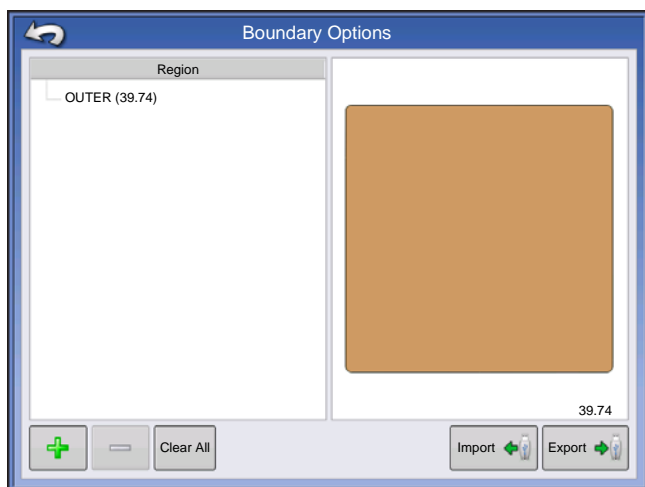 Boundary Options
Region
OUTER (39.74)
39.74
Clear All
Import
Export